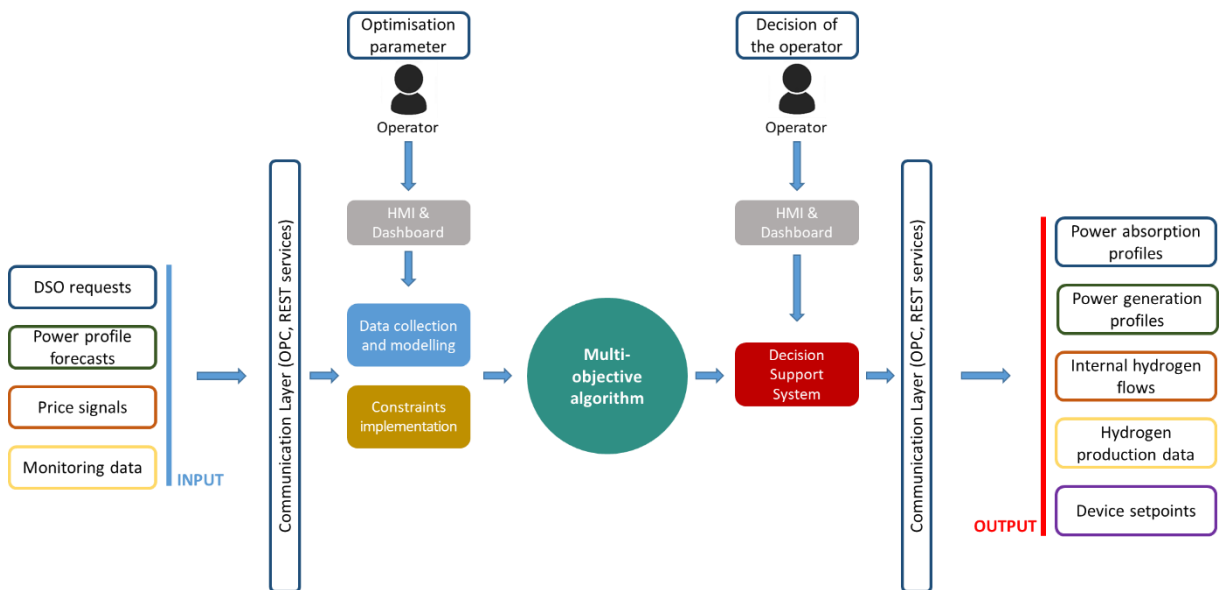 Optimisation
parameter
Operator
Decision of
the operator
Operator
HMI &
Dashboard
HMI &
Dashboard
DSO requests
Power profile
forecasts
Price signals
Monitoring data
INPUT
Communication Layer (OPC, REST services)
Data collection
and modelling
Constraints
implementation
Multi-
objective
algorithm
Decision
Support
System
Communication Layer (OPC, REST services)
Power absorption
profiles
Power generation
profiles
Internal hydrogen
flows
Hydrogen
production data
Device setpoints
OUTPUT